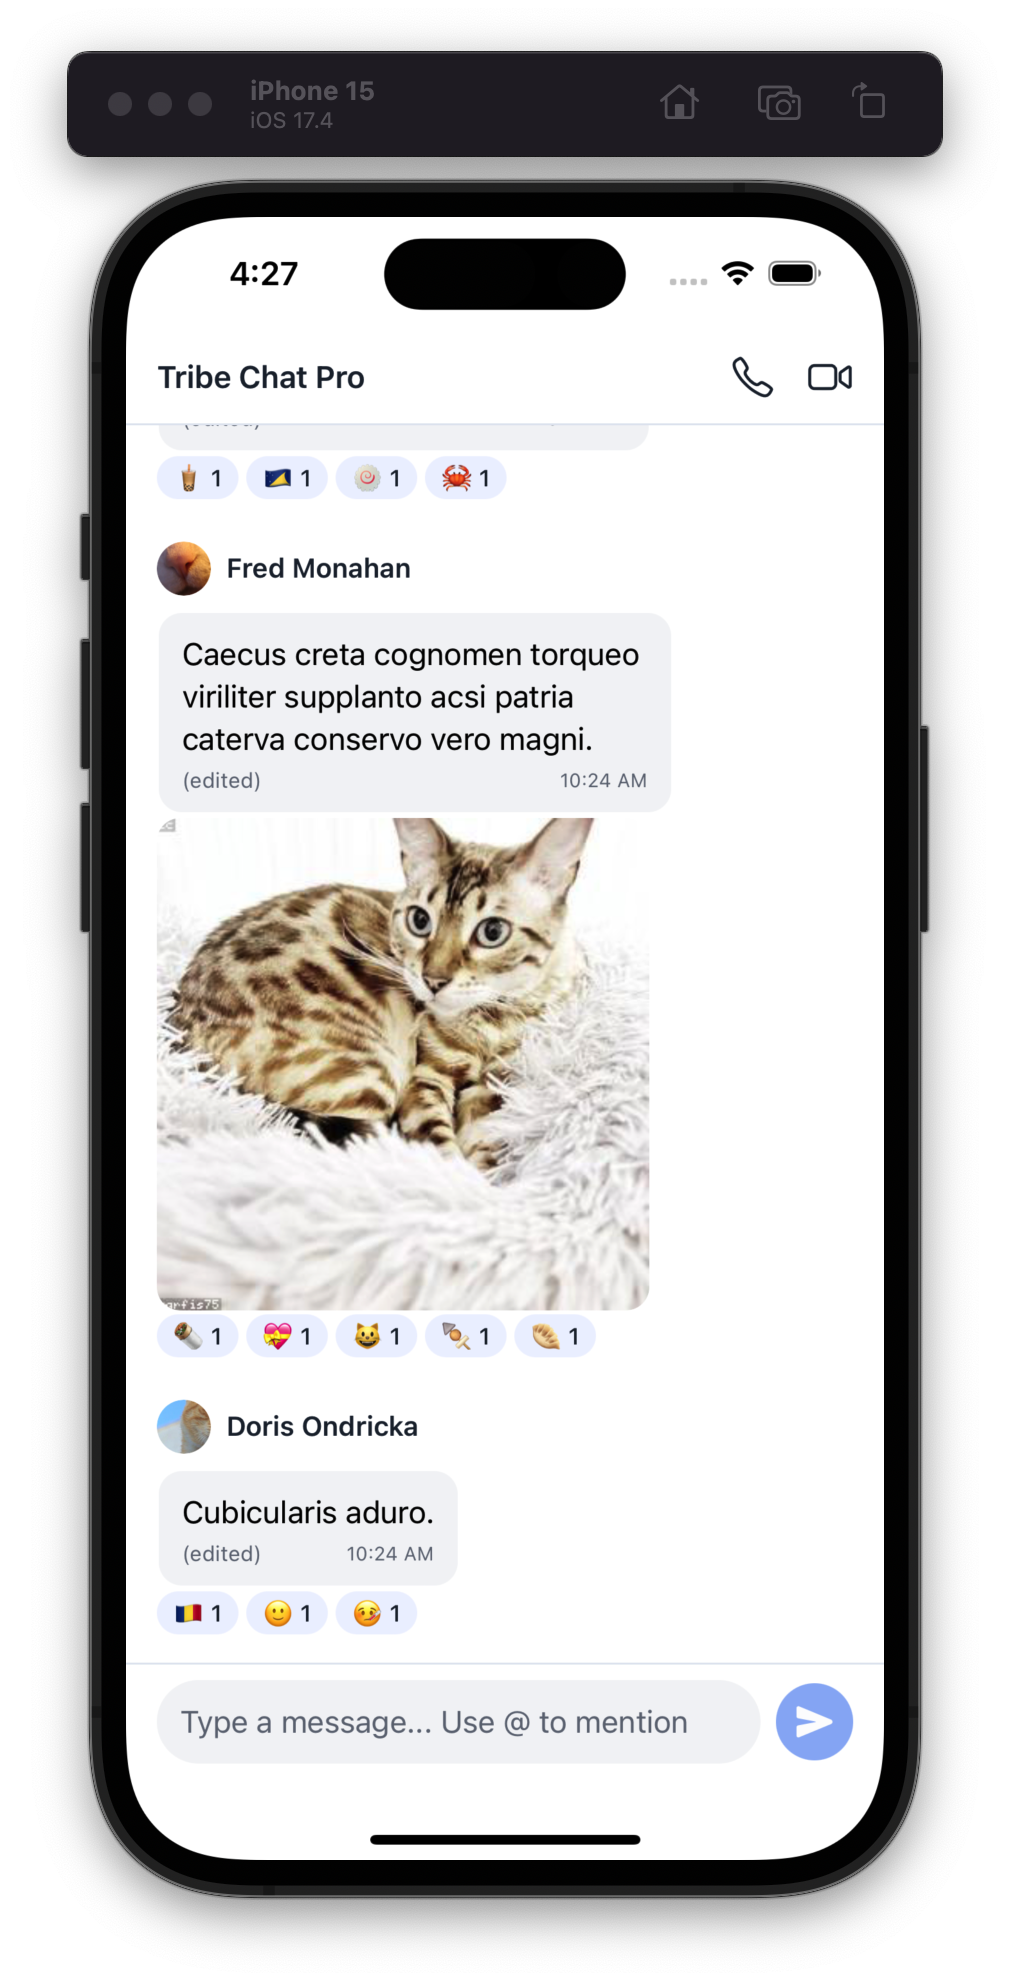 iPhone 15
iOS 17.4
4:27
Tribe Chat Pro
(edited)
1 1 1 1
Fred Monahan
Caecus creta cognomen torqueo
viriliter supplanto acsi patria
caterva conservo vero magni.
(edited) 10:24 AM
1 1 1 1 1
Doris Ondricka
Cubicularis aduro.
(edited) 10:24 AM
1 1 1
Type a message... Use @ to mention